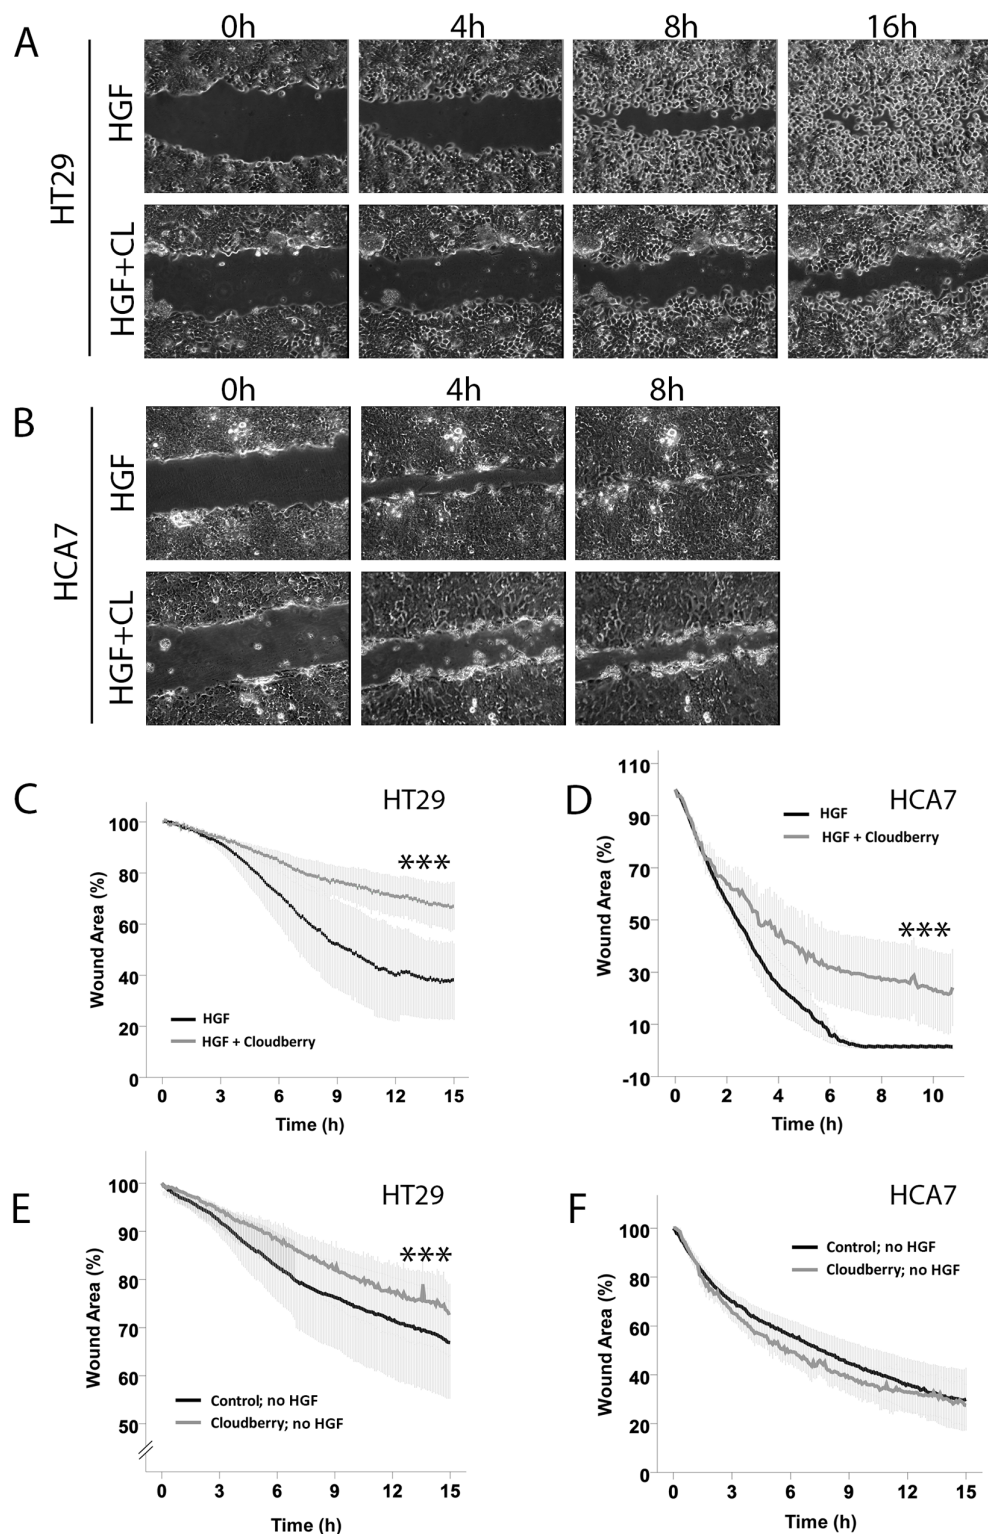 A
0h 4h 8h 16h
HT29
HGF
HGF+CL
B
0h 4h 8h
HCA7
HGF
HGF+CL
C
HT29
100
80
60
40
20
0
Wound Area (%)
***
HGF
HGF + Cloudberry
0 3 6 9 12 15
Time (h)
D
HCA7
110
90
70
50
30
10
-10
Wound Area (%)
HGF
HGF + Cloudberry
***
0 2 4 6 8 10
Time (h)
E
HT29
100
90
80
70
60
50
Wound Area (%)
***
Control; no HGF
Cloudberry; no HGF
0 3 6 9 12 15
Time (h)
F
HCA7
100
80
60
40
20
0
Wound Area (%)
Control; no HGF
Cloudberry; no HGF
0 3 6 9 12 15
Time (h)